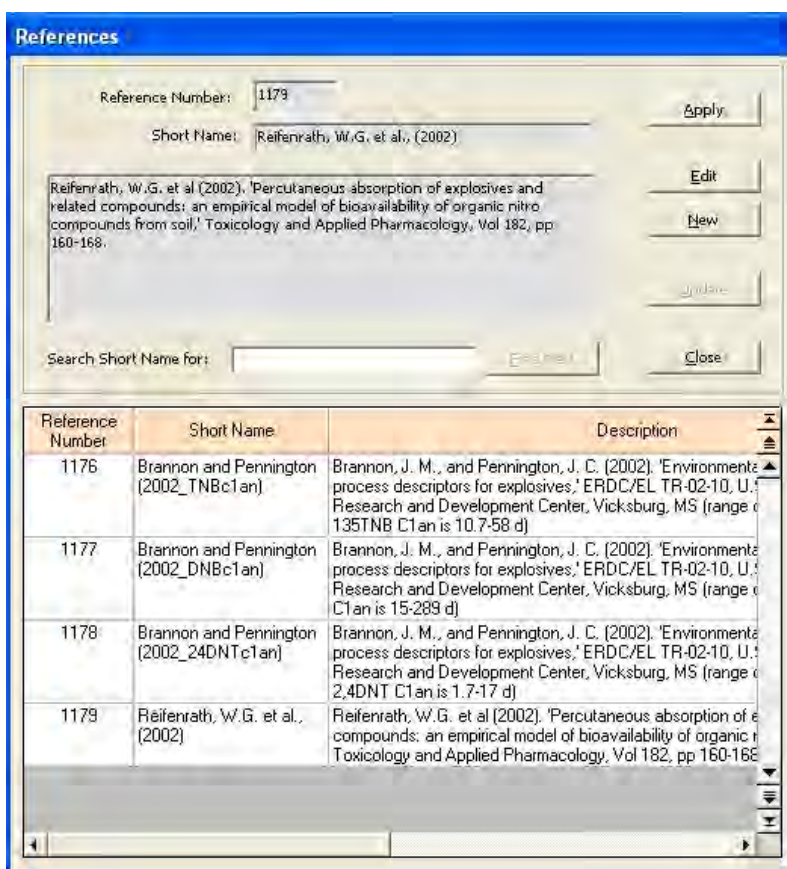 References
Reference Number: 1179
Apply
Short Name: Reifenrath, W.G. et al., (2002)
Edit
Reifenrath, W.G. et al (2002). 'Percutaneous absorption of explosives and
related compounds: an empirical model of bioavailability of organic nitro
New
compounds from soil,' Toxicology and Applied Pharmacology, Vol 182, pp
160-168.
Update
Search Short Name for:
Close
Reference Number Short Name Description
1176 Brannon and Pennington Brannon, J. M., and Pennington, J. C. (2002). 'Environmenta
(2002_TNBc1an) process descriptors for explosives,' ERDC/EL TR-02-10, U.
Research and Development Center, Vicksburg, MS (range
135TNB C1an is 10.7-58 d)
1177 Brannon and Pennington Brannon, J. M., and Pennington, J. C. (2002). 'Environmenta
(2002_DNBc1an) process descriptors for explosives,' ERDC/EL TR-02-10, U.
Research and Development Center, Vicksburg, MS (range
C1an is 15-289 d)
1178 Brannon and Pennington Brannon, J. M., and Pennington, J. C. (2002). 'Environmenta
(2002_24DNTc1an) process descriptors for explosives,' ERDC/EL TR-02-10, U.
Research and Development Center, Vicksburg, MS (range
2,4DNT C1an is 1.7-17 d)
1179 Reifenrath, W.G. et al., Reifenrath, W.G. et al (2002). 'Percutaneous absorption of e
(2002) compounds: an empirical model of bioavailability of organic
Toxicology and Applied Pharmacology, Vol 182, pp 160-168